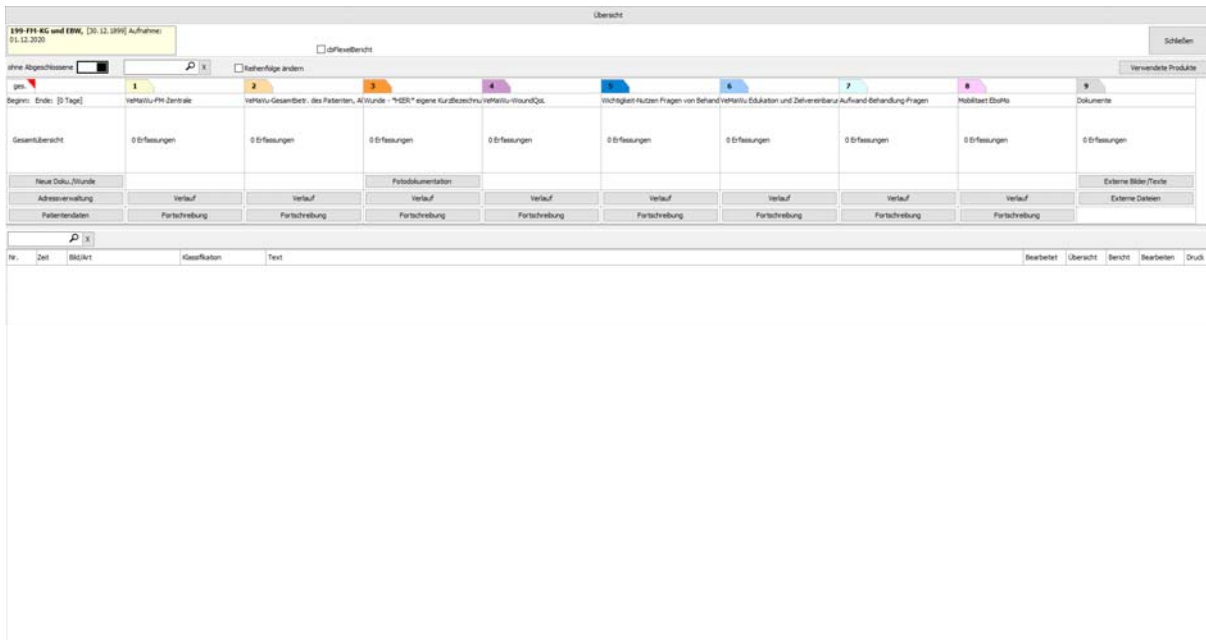 Übersicht
199-FM-KG und EBW, [30.12.1899] Aufnahme:
01.12.2020
cbFlexeBericht
Schließen
ohne Abgeschlossene
X
Reihenfolge ändern
Verwendete Produkte
ges. 1 2 3 4 5 6 7 8 9
Beginn: Ende: [0 Tage] VeMaWu-FM-Zentrale VeMaWu-Gesamtbetr. des Patienten, Al Wunde - "HIER" eigene Kurzbezeichnu VeMaWu-WoundQoL Wichtigkeit-Nutzen Fragen von Behand VeMaWu Edukation und Zielvereinbaru Aufwand-Behandlung-Fragen Mobilitaet EboMo Dokumente
Gesamtübersicht 0 Erfassungen 0 Erfassungen 0 Erfassungen 0 Erfassungen 0 Erfassungen 0 Erfassungen 0 Erfassungen 0 Erfassungen 0 Erfassungen
Neue Doku./Wunde Fotodokumentation Externe Bilder/Texte
Adressverwaltung Verlauf Verlauf Verlauf Verlauf Verlauf Verlauf Verlauf Verlauf Externe Dateien
Patientendaten Fortschreibung Fortschreibung Fortschreibung Fortschreibung Fortschreibung Fortschreibung Fortschreibung Fortschreibung
X
Nr. Zeit Bild/Art Klassifikation Text Bearbeitet Übersicht Bericht Bearbeiten Druck